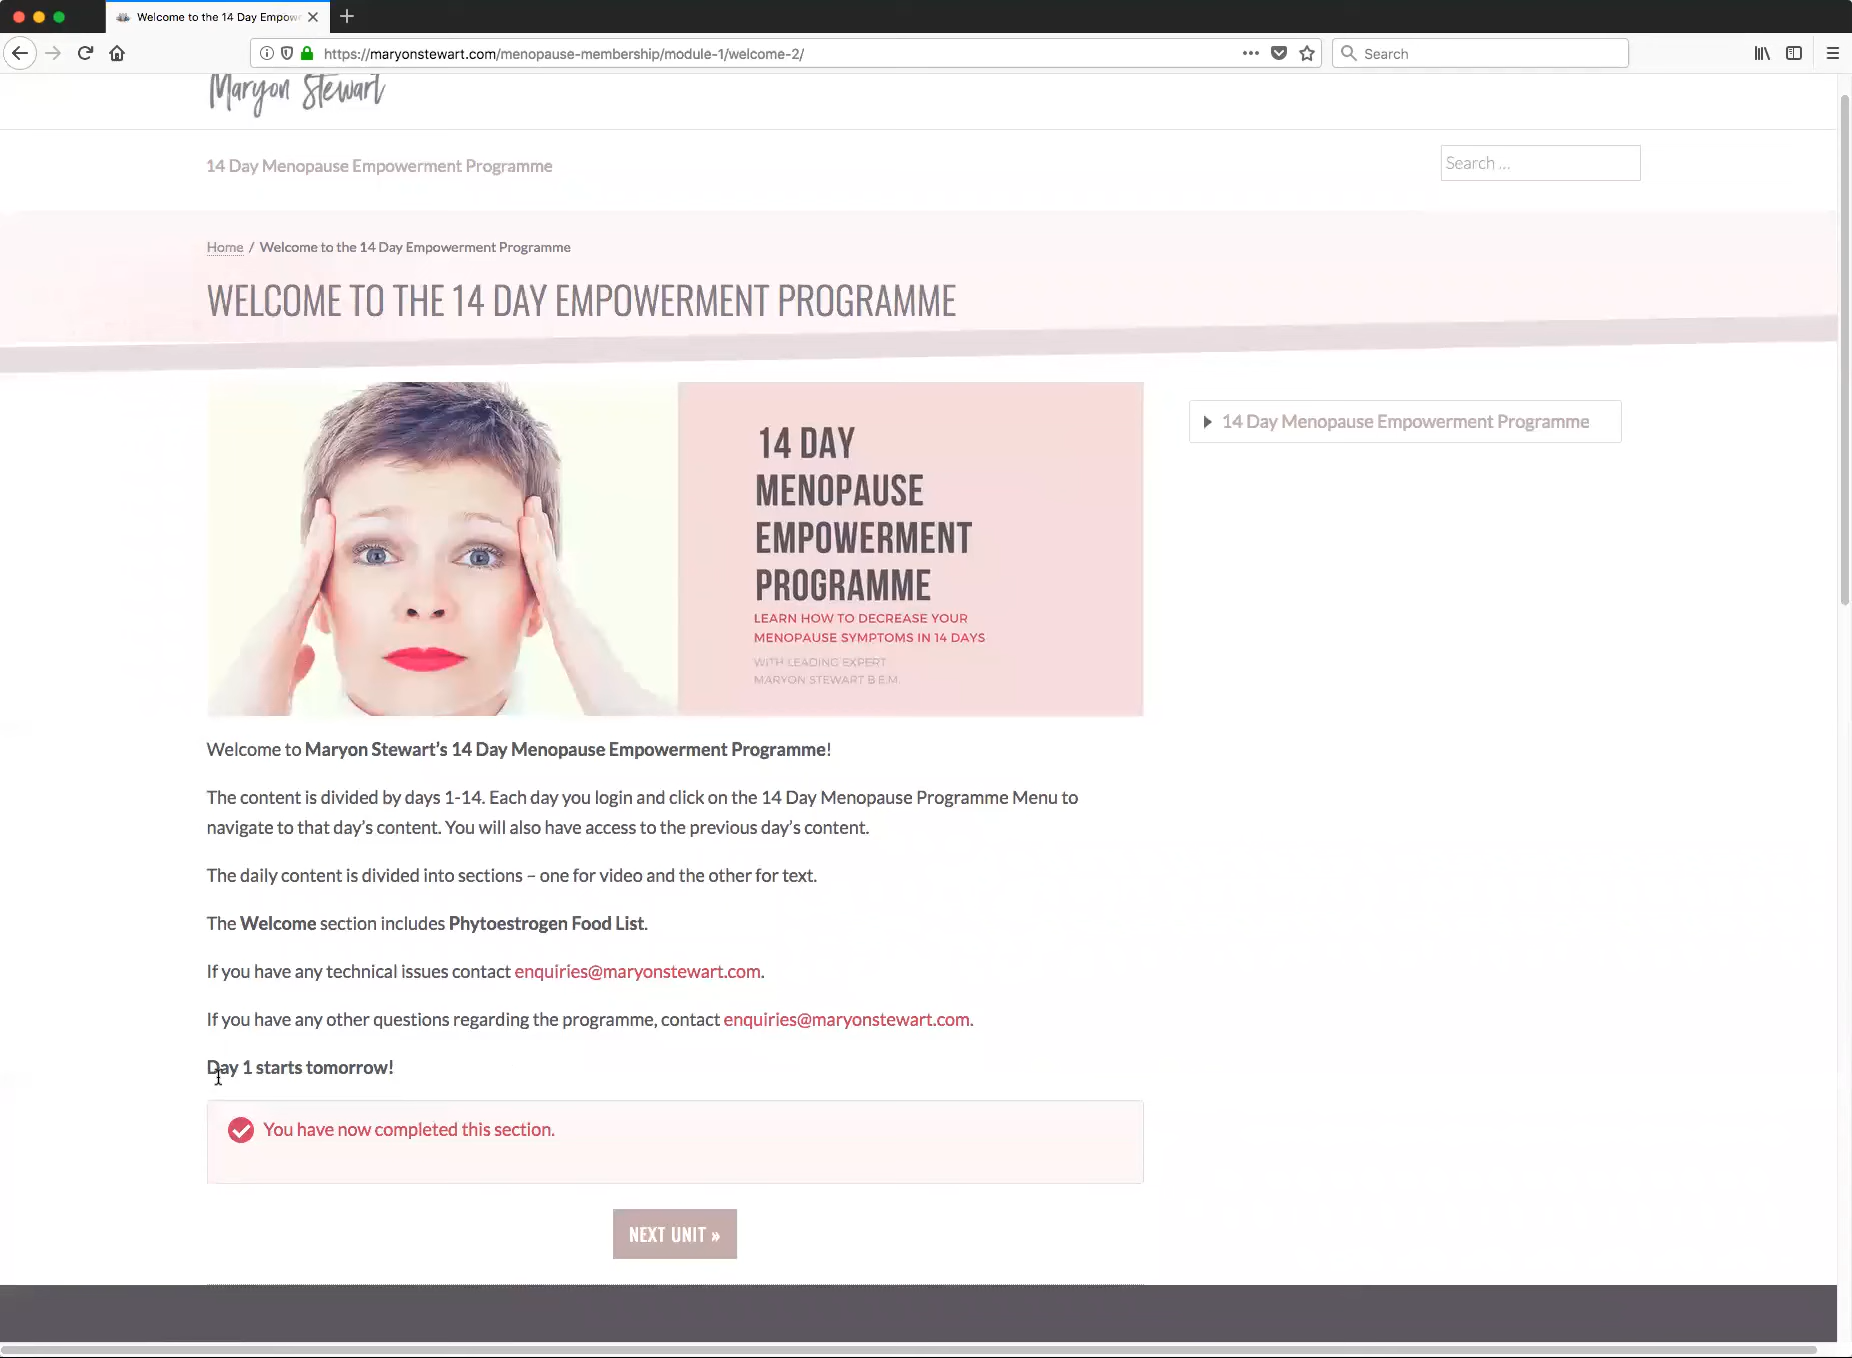 Welcome to the 14 Day Empow
https://maryonstewart.com/menopause-membership/module-1/welcome-2/
Search
Maryon Stewart
14 Day Menopause Empowerment Programme
Search ...
Home / Welcome to the 14 Day Empowerment Programme
WELCOME TO THE 14 DAY EMPOWERMENT PROGRAMME
14 DAY
MENOPAUSE
EMPOWERMENT
PROGRAMME
LEARN HOW TO DECREASE YOUR
MENOPAUSE SYMPTOMS IN 14 DAYS
WITH LEADING EXPERT
MARYON STEWART B.E.M.
14 Day Menopause Empowerment Programme
Welcome to Maryon Stewart's 14 Day Menopause Empowerment Programme!
The content is divided by days 1-14. Each day you login and click on the 14 Day Menopause Programme Menu to
navigate to that day's content. You will also have access to the previous day's content.
The daily content is divided into sections – one for video and the other for text.
The Welcome section includes Phytoestrogen Food List.
If you have any technical issues contact enquiries@maryonstewart.com.
If you have any other questions regarding the programme, contact enquiries@maryonstewart.com.
Day 1 starts tomorrow!
You have now completed this section.
NEXT UNIT »